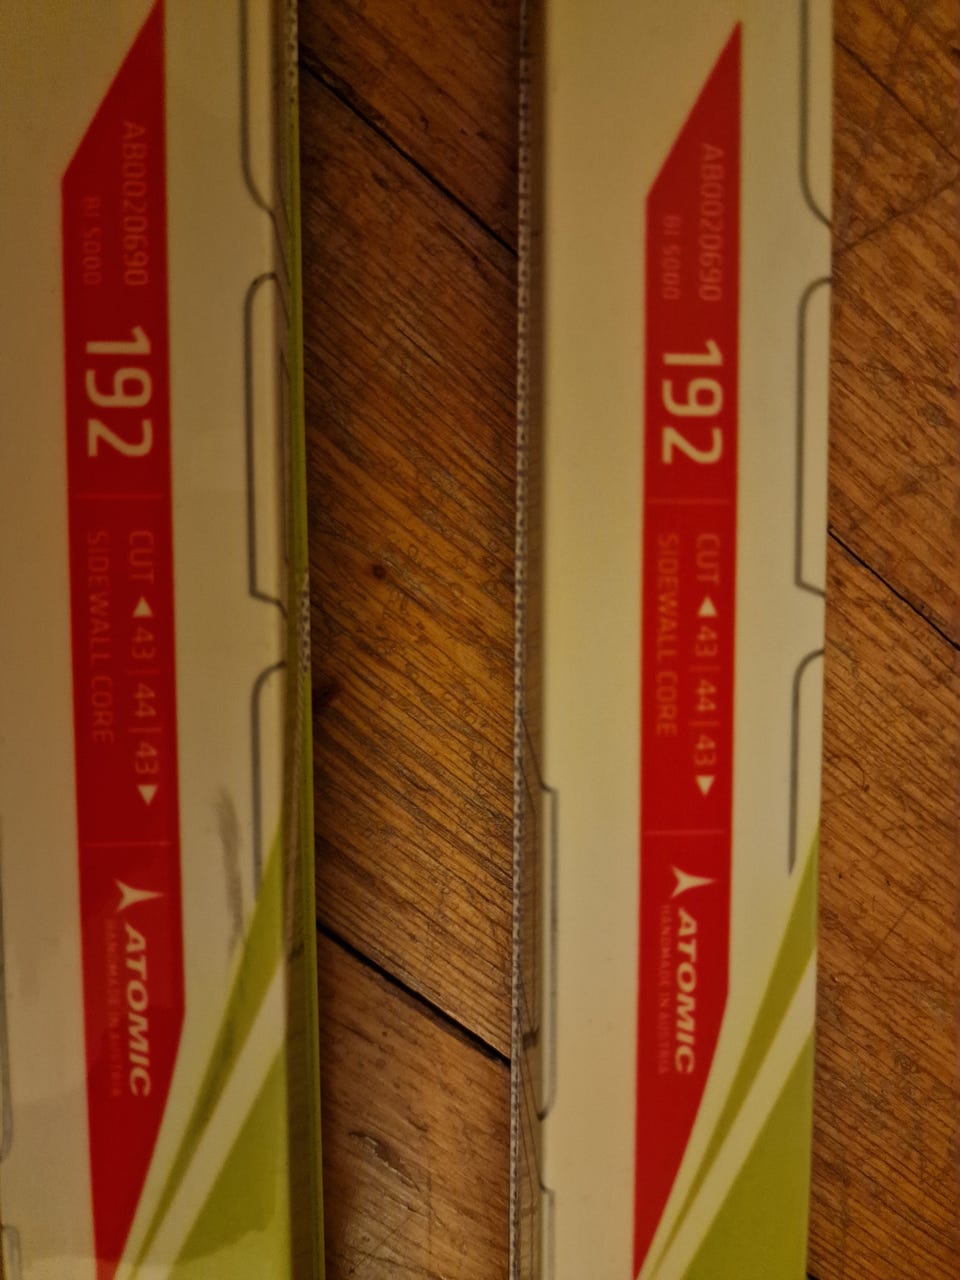 AB0020690
BI 5000
192
CUT ◀ 43 | 44 | 43 ▶
SIDEWALL CORE
ATOMIC
HANDMADE IN AUSTRIA
AB0020690
BI 5000
192
CUT ◀ 43 | 44 | 43 ▶
SIDEWALL CORE
ATOMIC
HANDMADE IN AUSTRIA